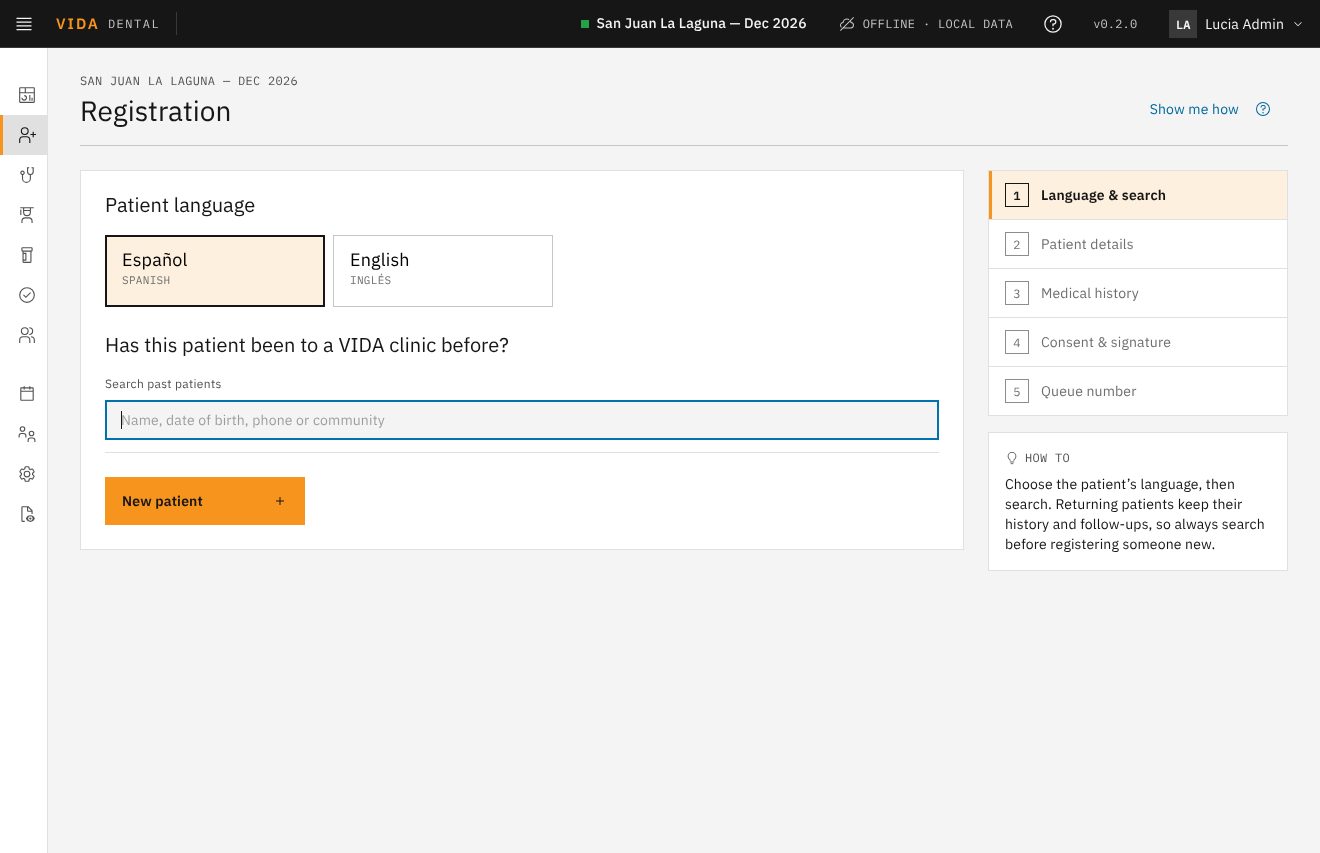 VIDA DENTAL
San Juan La Laguna — Dec 2026
OFFLINE · LOCAL DATA
v0.2.0
LA Lucia Admin
SAN JUAN LA LAGUNA — DEC 2026
Registration
Show me how
Patient language
Español
SPANISH
English
INGLÉS
Has this patient been to a VIDA clinic before?
Search past patients
Name, date of birth, phone or community
New patient +
1 Language & search
2 Patient details
3 Medical history
4 Consent & signature
5 Queue number
HOW TO
Choose the patient’s language, then
search. Returning patients keep their
history and follow-ups, so always search
before registering someone new.